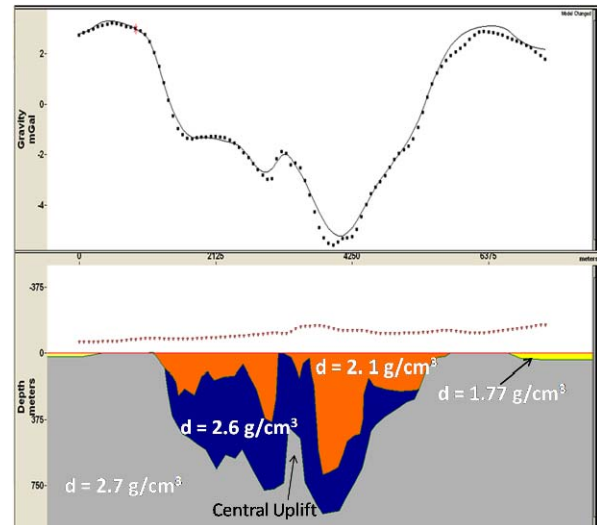 Model Changed
2
0
-2
-4
Gravity
mGal
0
2125
4250
6375
meters
-375
0
375
750
Depth
meters
d = 2. 1 g/cm³
d = 1.77 g/cm³
d = 2.6 g/cm³
d = 2.7 g/cm³
Central Uplift